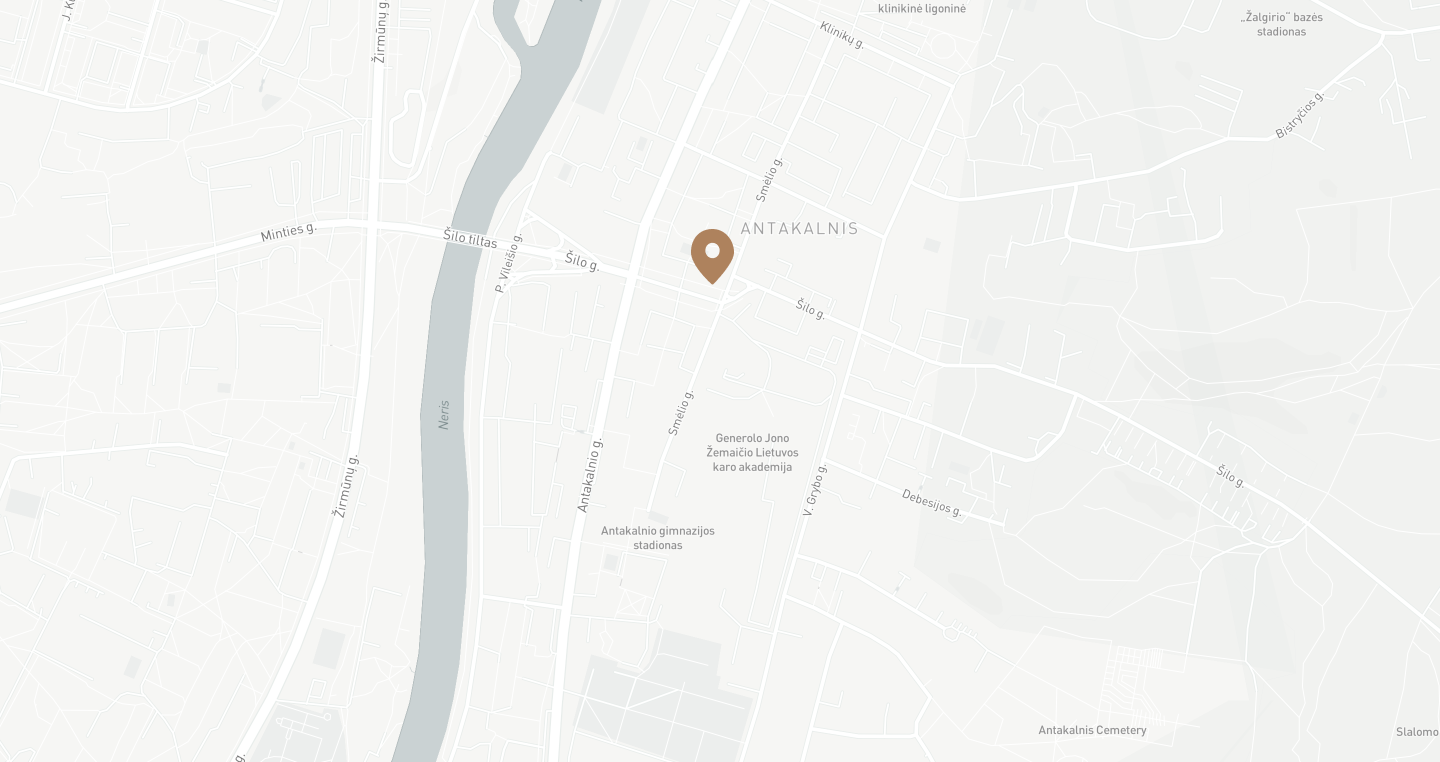 klinikinė ligoninė
„Žalgirio“ bazės
stadionas
Žirmūnų g.
Klinikų g.
Bistryčios g.
Smėlio g.
ANTAKALNIS
Minties g.
Šilo tiltas
P. Vileišio g.
Šilo g.
Šilo g.
Neris
Smėlio g.
Generolo Jono
Žemaičio Lietuvos
karo akademija
Antakalnio g.
Žirmūnų g.
V. Grybo g.
Šilo g.
Debesijos g.
Antakalnio gimnazijos
stadionas
Antakalnis Cemetery
Slalomo
g.